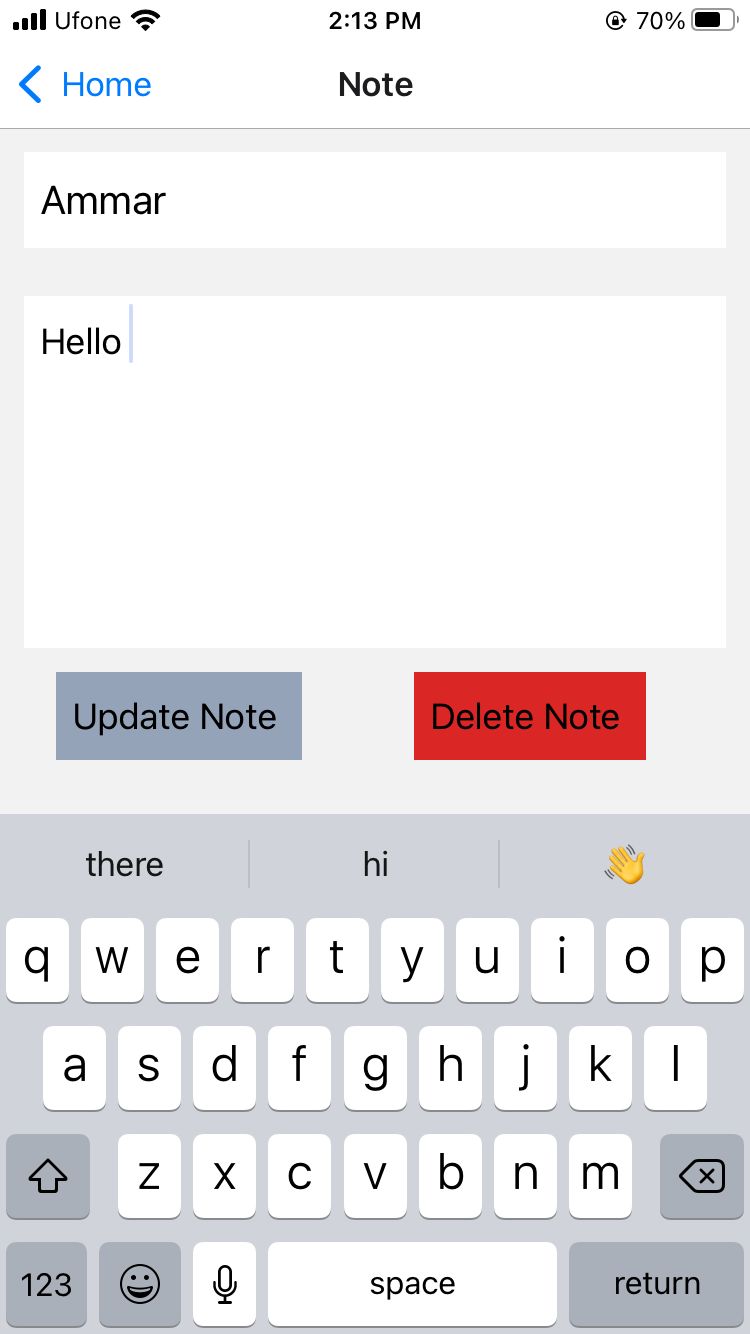 Ufone 2:13 PM 70%
Home Note
Ammar
Hello
Update Note Delete Note
there hi 👋
q w e r t y u i o p
a s d f g h j k l
z x c v b n m
123 space return